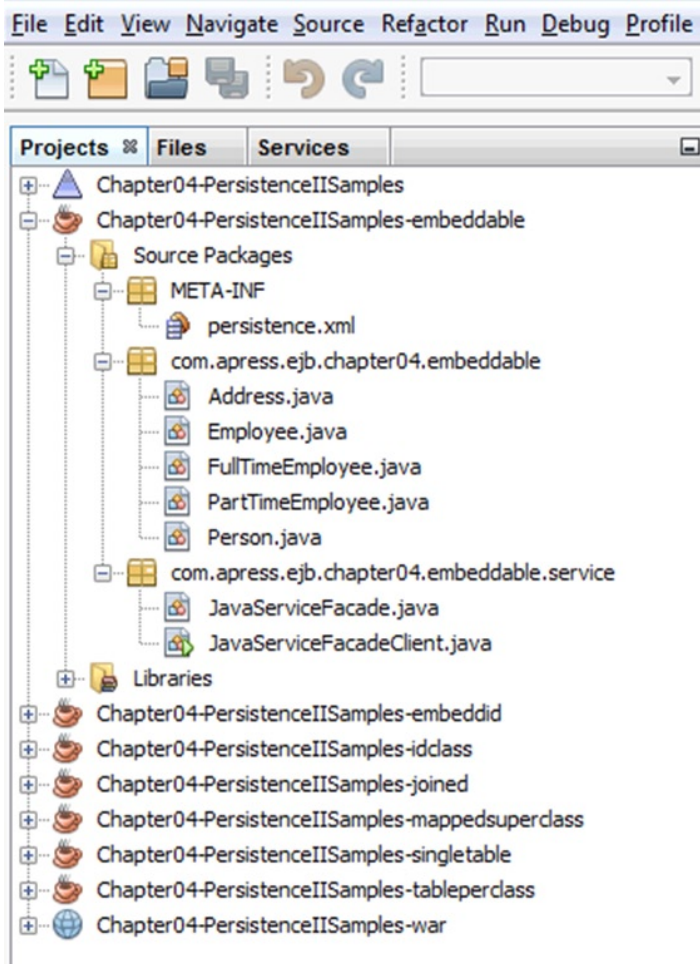 File Edit View Navigate Source Refactor Run Debug Profile
Projects Files Services
Chapter04-PersistenceIISamples
Chapter04-PersistenceIISamples-embeddable
Source Packages
META-INF
persistence.xml
com.apress.ejb.chapter04.embeddable
Address.java
Employee.java
FullTimeEmployee.java
PartTimeEmployee.java
Person.java
com.apress.ejb.chapter04.embeddable.service
JavaServiceFacade.java
JavaServiceFacadeClient.java
Libraries
Chapter04-PersistenceIISamples-embeddid
Chapter04-PersistenceIISamples-idclass
Chapter04-PersistenceIISamples-joined
Chapter04-PersistenceIISamples-mappedsuperclass
Chapter04-PersistenceIISamples-singletable
Chapter04-PersistenceIISamples-tableperclass
Chapter04-PersistenceIISamples-war